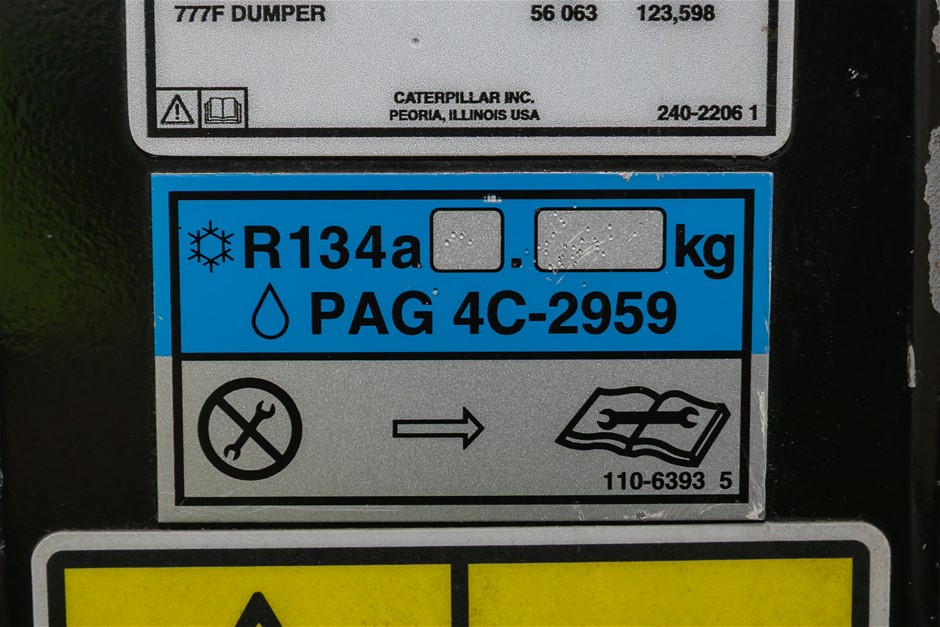 777F DUMPER 56 063 123,598
CATERPILLAR INC.
PEORIA, ILLINOIS USA
240-2206 1
R134a . kg
PAG 4C-2959
110-6393 5